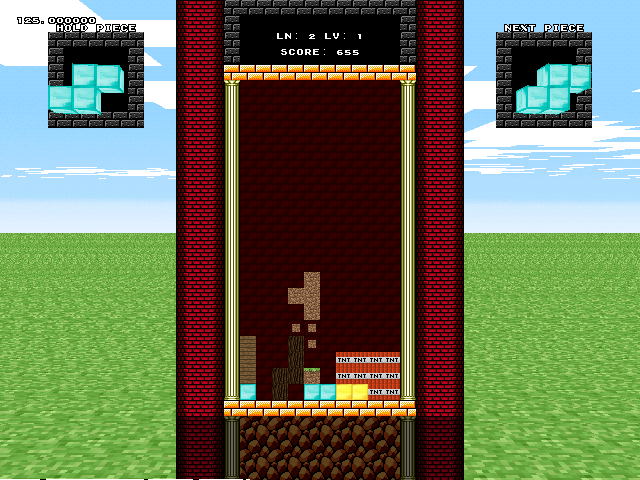 125.000000
HOLD PIECE
LN: 2 LV: 1
SCORE: 655
NEXT PIECE
TNT TNT TNT TNT
TNT TNT TNT TNT
TNT TNT